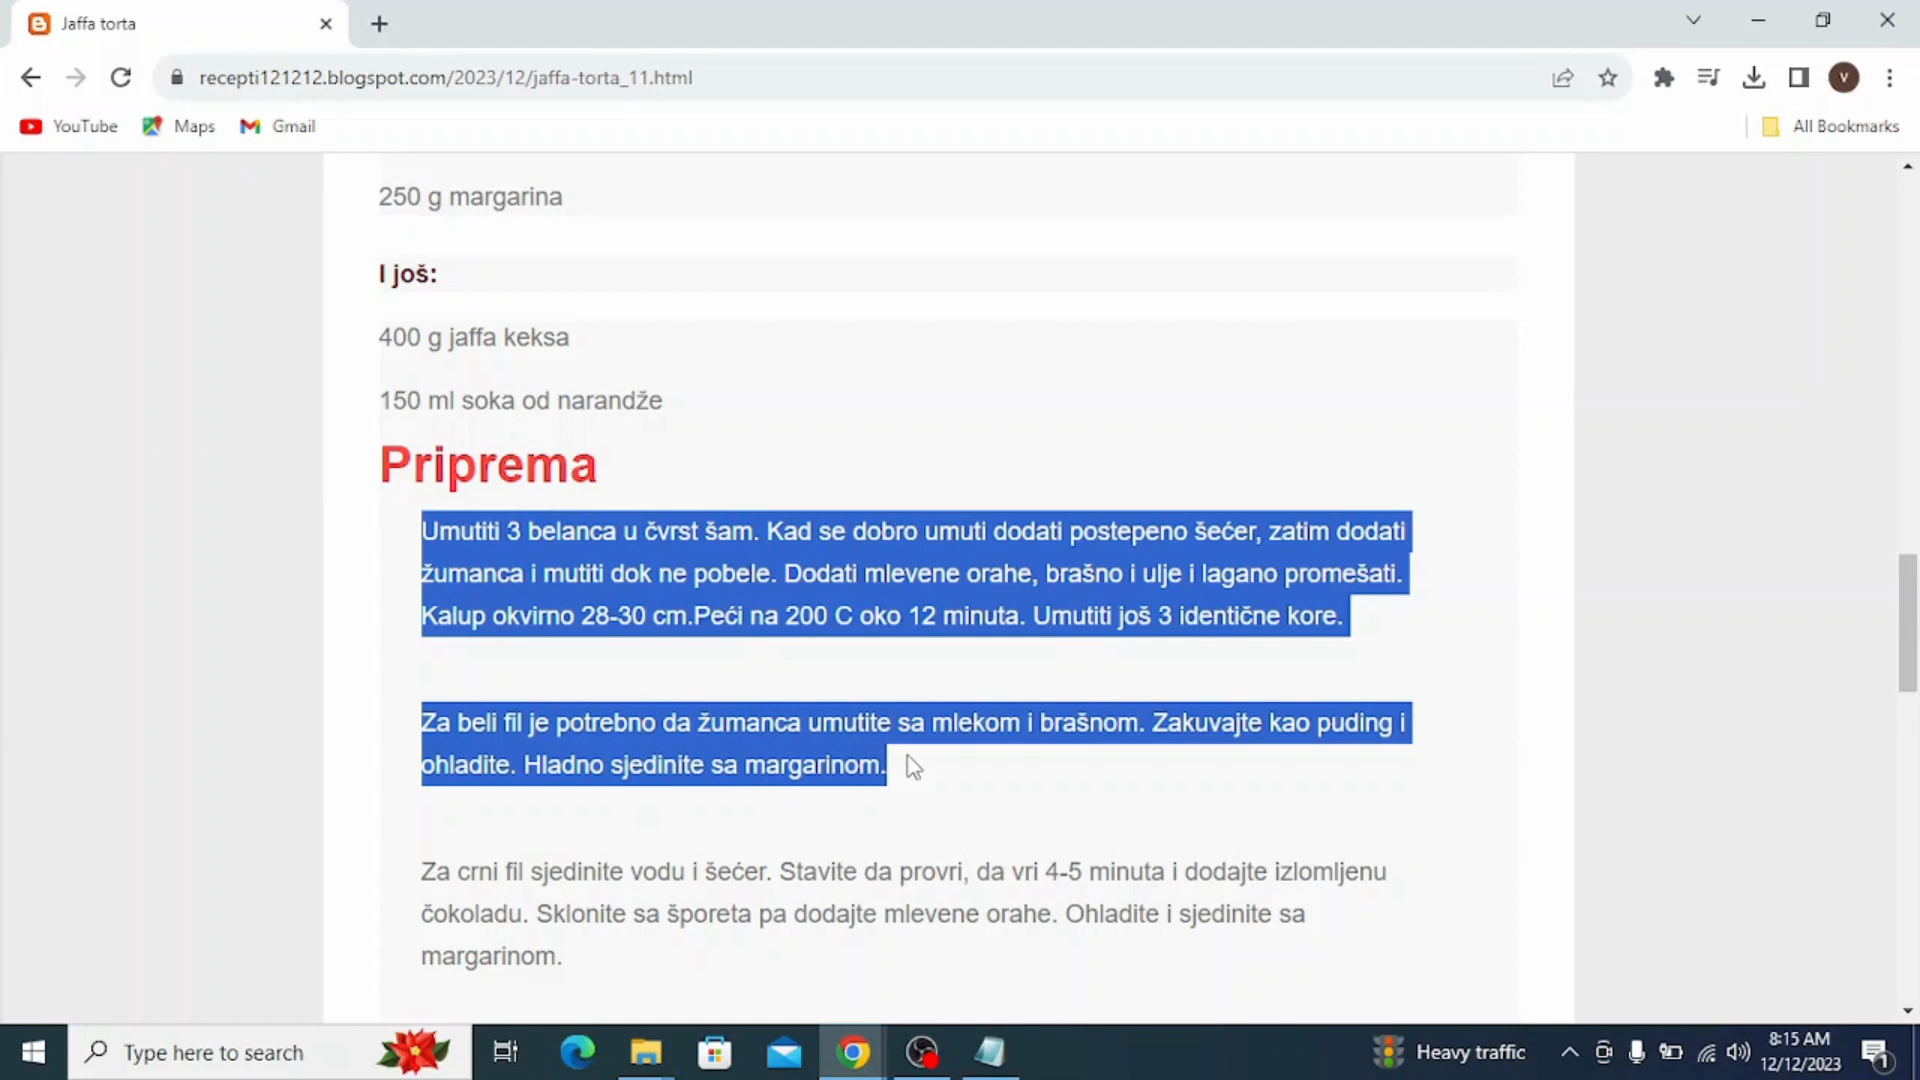 Jaffa torta
recepti121212.blogspot.com/2023/12/jaffa-torta_11.html
V
YouTube
Maps
Gmail
All Bookmarks
250 g margarina
I još:
400 g jaffa keksa
150 ml soka od narandže
Priprema
Umutiti 3 belanca u čvrst šam. Kad se dobro umuti dodati postepeno šećer, zatim dodati
žumanca i mutiti dok ne pobele. Dodati mlevene orahe, brašno i ulje i lagano promešati.
Kalup okvirno 28-30 cm.Peći na 200 C oko 12 minuta. Umutiti još 3 identične kore.
Za beli fil je potrebno da žumanca umutite sa mlekom i brašnom. Zakuvajte kao puding i
ohladite. Hladno sjedinite sa margarinom.
Za crni fil sjedinite vodu i šećer. Stavite da provri, da vri 4-5 minuta i dodajte izlomljenu
čokoladu. Sklonite sa šporeta pa dodajte mlevene orahe. Ohladite i sjedinite sa
margarinom.
Type here to search
Heavy traffic
8:15 AM
12/12/2023
1